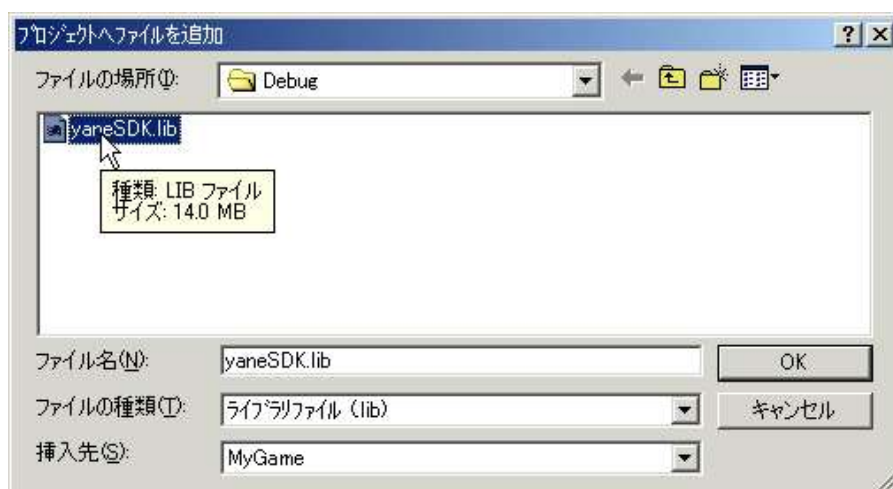 プロジェクトへファイルを追加
ファイルの場所(I):
Debug
yaneSDK.lib
種類: LIB ファイル
サイズ: 14.0 MB
ファイル名(N):
yaneSDK.lib
OK
ファイルの種類(T):
ライブラリファイル (lib)
キャンセル
挿入先(S):
MyGame